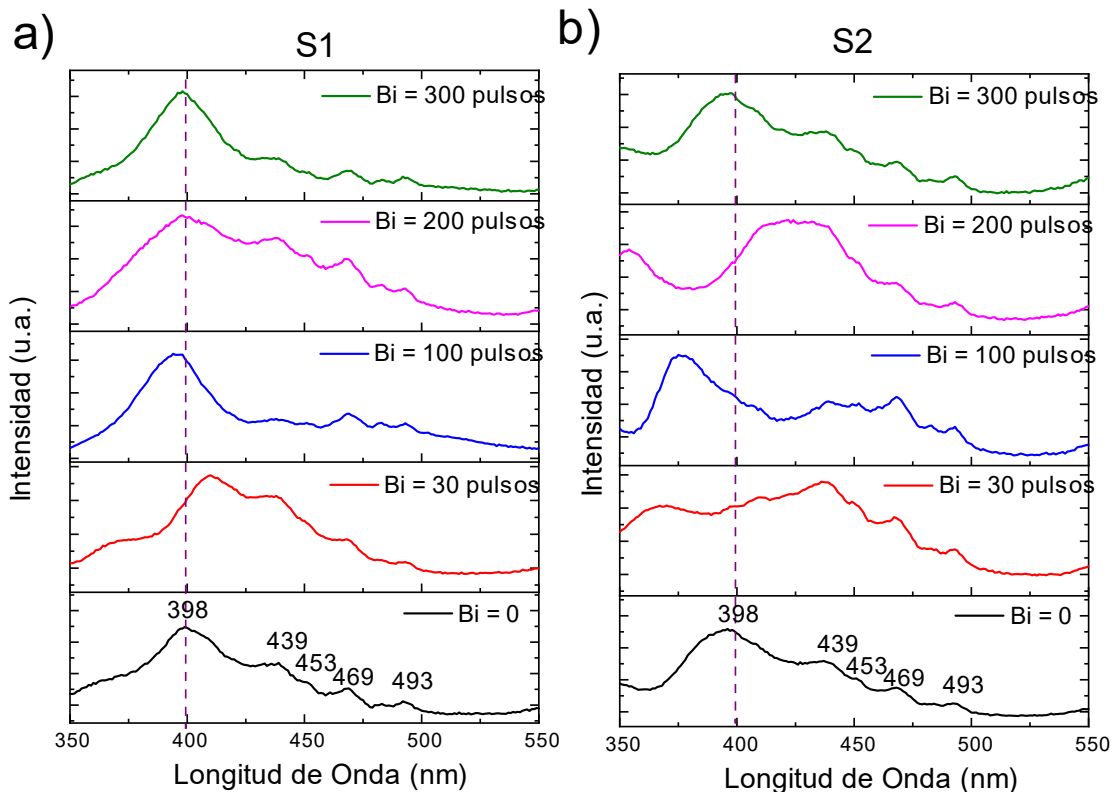 a)
S1
Bi = 300 pulsos
Bi = 200 pulsos
Bi = 100 pulsos
Bi = 30 pulsos
Bi = 0
398
439
453
469
493
350
400
450
500
550
Intensidad (u.a.)
Longitud de Onda (nm)
b)
S2
Bi = 300 pulsos
Bi = 200 pulsos
Bi = 100 pulsos
Bi = 30 pulsos
Bi = 0
398
439
453
469
493
350
400
450
500
550
Intensidad (u.a.)
Longitud de Onda (nm)